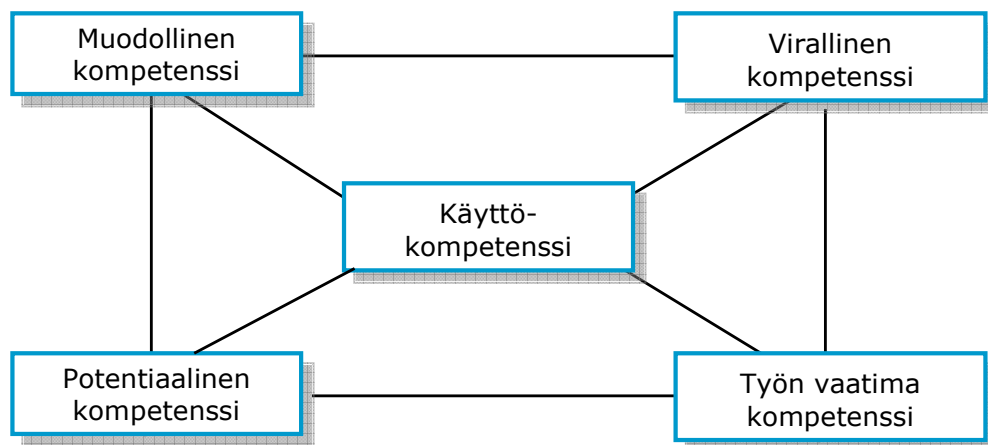 Muodollinen
kompetenssi
Virallinen
kompetenssi
Käyttö-
kompetenssi
Potentiaalinen
kompetenssi
Työn vaatima
kompetenssi